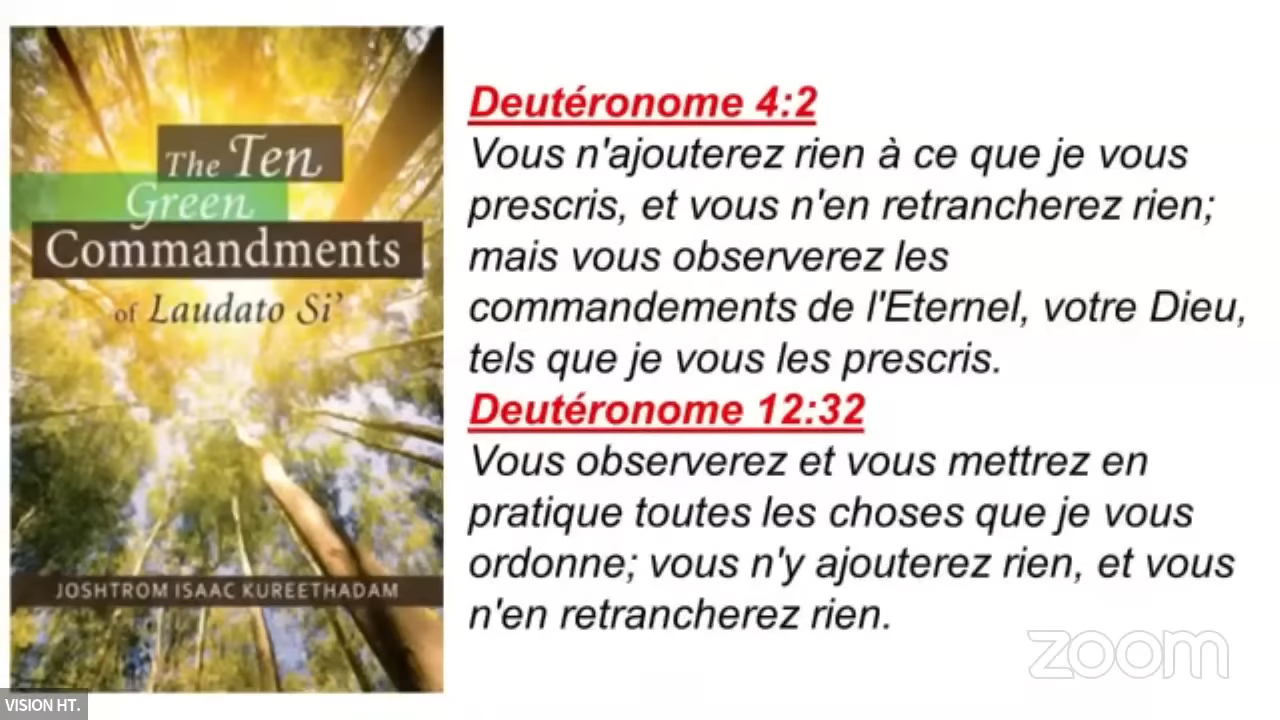 The Ten
Green
Commandments
of Laudato Si'
JOSHTROM ISAAC KUREETHADAM
Deutéronome 4:2
Vous n'ajouterez rien à ce que je vous
prescris, et vous n'en retrancherez rien;
mais vous observerez les
commandements de l'Eternel, votre Dieu,
tels que je vous les prescris.
Deutéronome 12:32
Vous observerez et vous mettrez en
pratique toutes les choses que je vous
ordonne; vous n'y ajouterez rien, et vous
n'en retrancherez rien.
zoom
VISION HT.